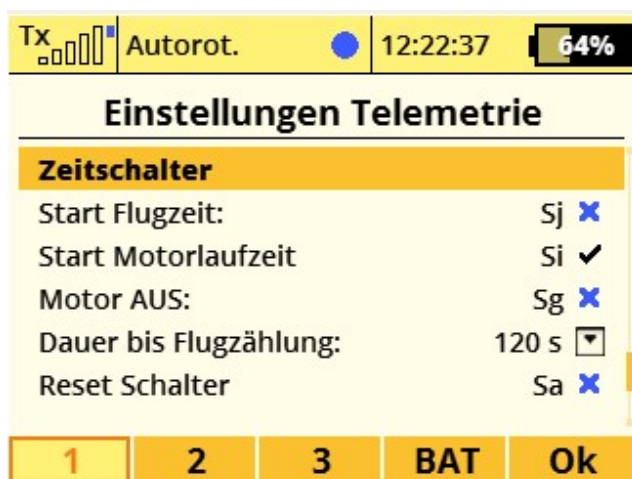 Tx Autorot. 12:22:37 64%
Einstellungen Telemetrie
Zeitschalter
Start Flugzeit: Sj
Start Motorlaufzeit Si
Motor AUS: Sg
Dauer bis Flugzählung: 120 s
Reset Schalter Sa
1 2 3 BAT Ok